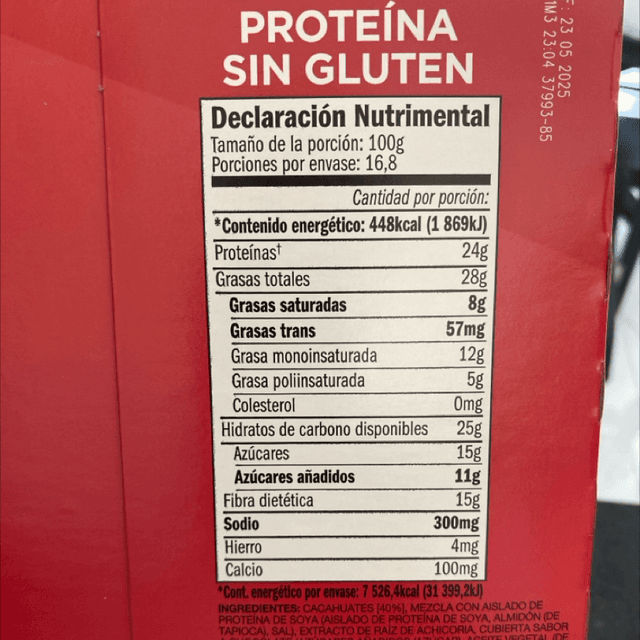 PROTEÍNA
SIN GLUTEN
Declaración Nutrimental
Tamaño de la porción: 100g
Porciones por envase: 16,8
Cantidad por porción:
*Contenido energético: 448kcal (1 869kJ)
Proteínas† 24g
Grasas totales 28g
Grasas saturadas 8g
Grasas trans 57mg
Grasa monoinsaturada 12g
Grasa poliinsaturada 5g
Colesterol 0mg
Hidratos de carbono disponibles 25g
Azúcares 15g
Azúcares añadidos 11g
Fibra dietética 15g
Sodio 300mg
Hierro 4mg
Calcio 100mg
*Cont. energético por envase: 7 526,4kcal (31 399,2kJ)
INGREDIENTES: CACAHUATES (40%), MEZCLA CON AISLADO DE
PROTEÍNA DE SOYA (AISLADO DE PROTEÍNA DE SOYA, ALMIDÓN (DE
TAPIOCA), SAL), EXTRACTO DE RAÍZ DE ACHICORIA, CUBIERTA SABOR
ACEITE VEGETAL (DE
: 23 05 2025
1M3 23:04 37993-85